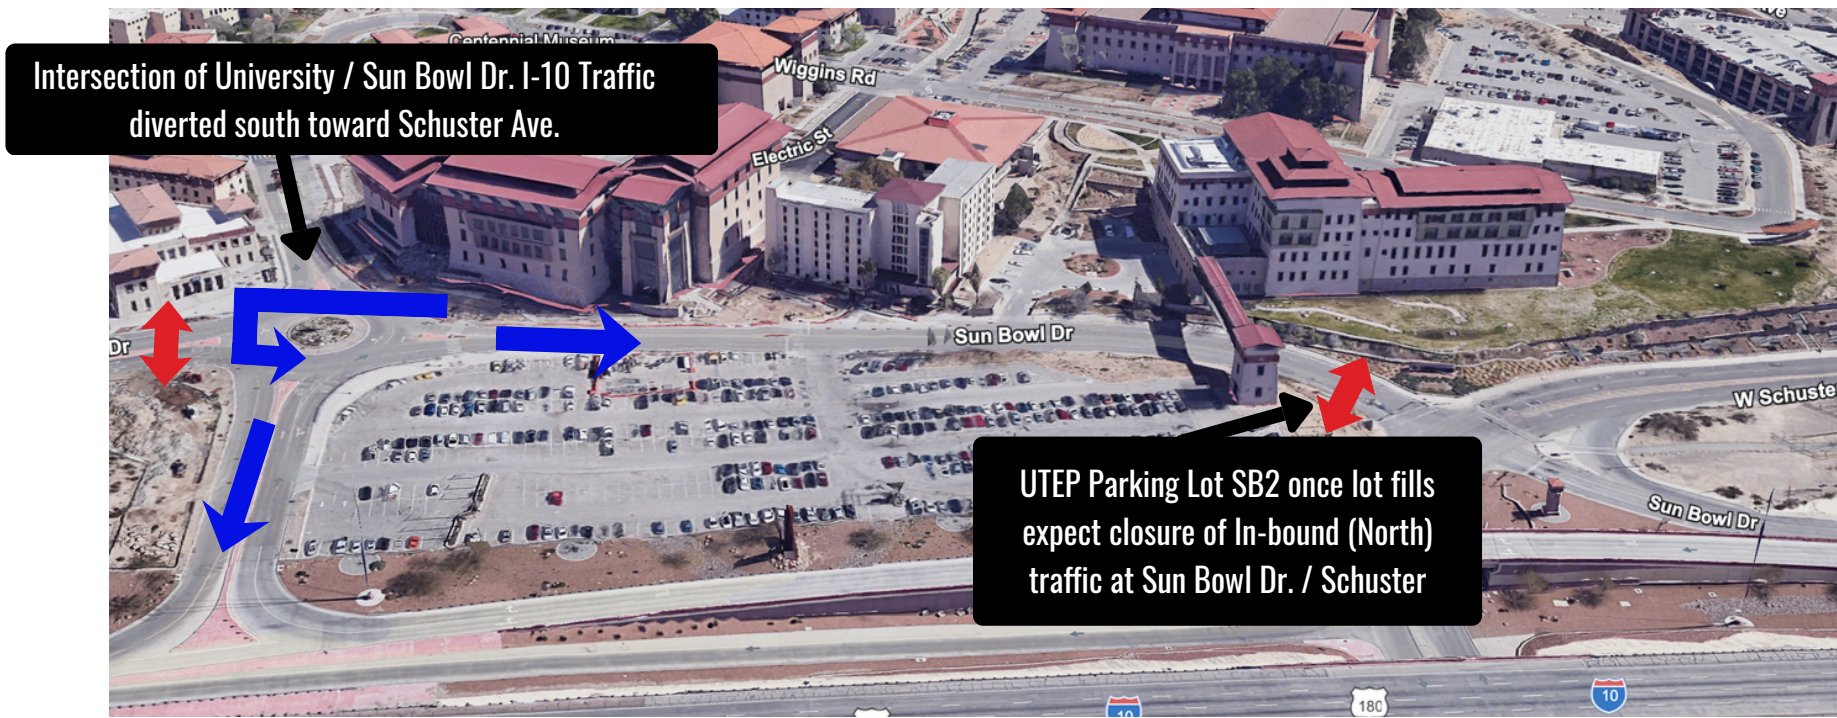 Centennial Museum
Intersection of University / Sun Bowl Dr. I-10 Traffic
diverted south toward Schuster Ave.
Wiggins Rd
Electric St
Dr
Sun Bowl Dr
W Schuster
UTEP Parking Lot SB2 once lot fills
expect closure of In-bound (North)
traffic at Sun Bowl Dr. / Schuster
Sun Bowl Dr
10
180
10